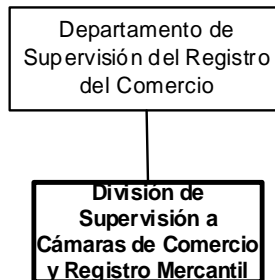 Departamento de
Supervisión del Registro
del Comercio
División de
Supervisión a
Cámaras de Comercio
y Registro Mercantil